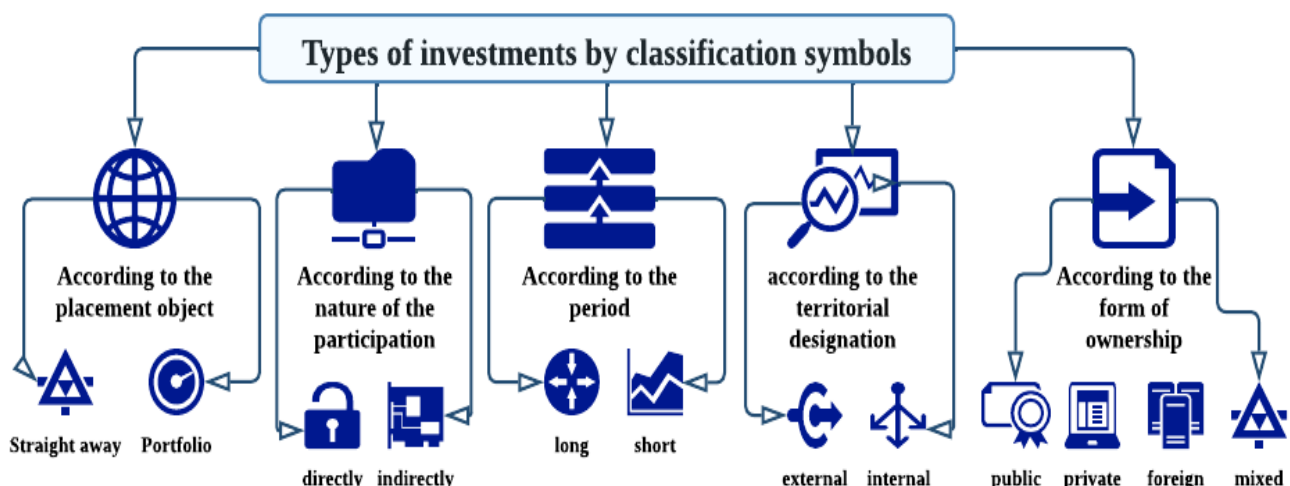 Types of investments by classification symbols
According to the
placement object
Straight away
Portfolio
According to the
nature of the
participation
directly
indirectly
According to the
period
long
short
according to the
territorial
designation
external
internal
According to the
form of
ownership
public
private
foreign
mixed